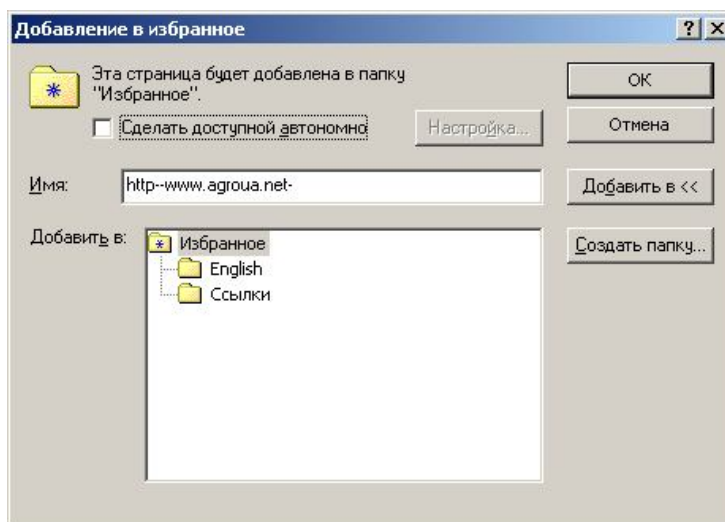 Добавление в избранное
Эта страница будет добавлена в папку
"Избранное".
Сделать доступной автономно
Настройка...
OK
Отмена
Имя:
http--www.agroua.net-
Добавить в <<
Добавить в:
Избранное
English
Ссылки
Создать папку...